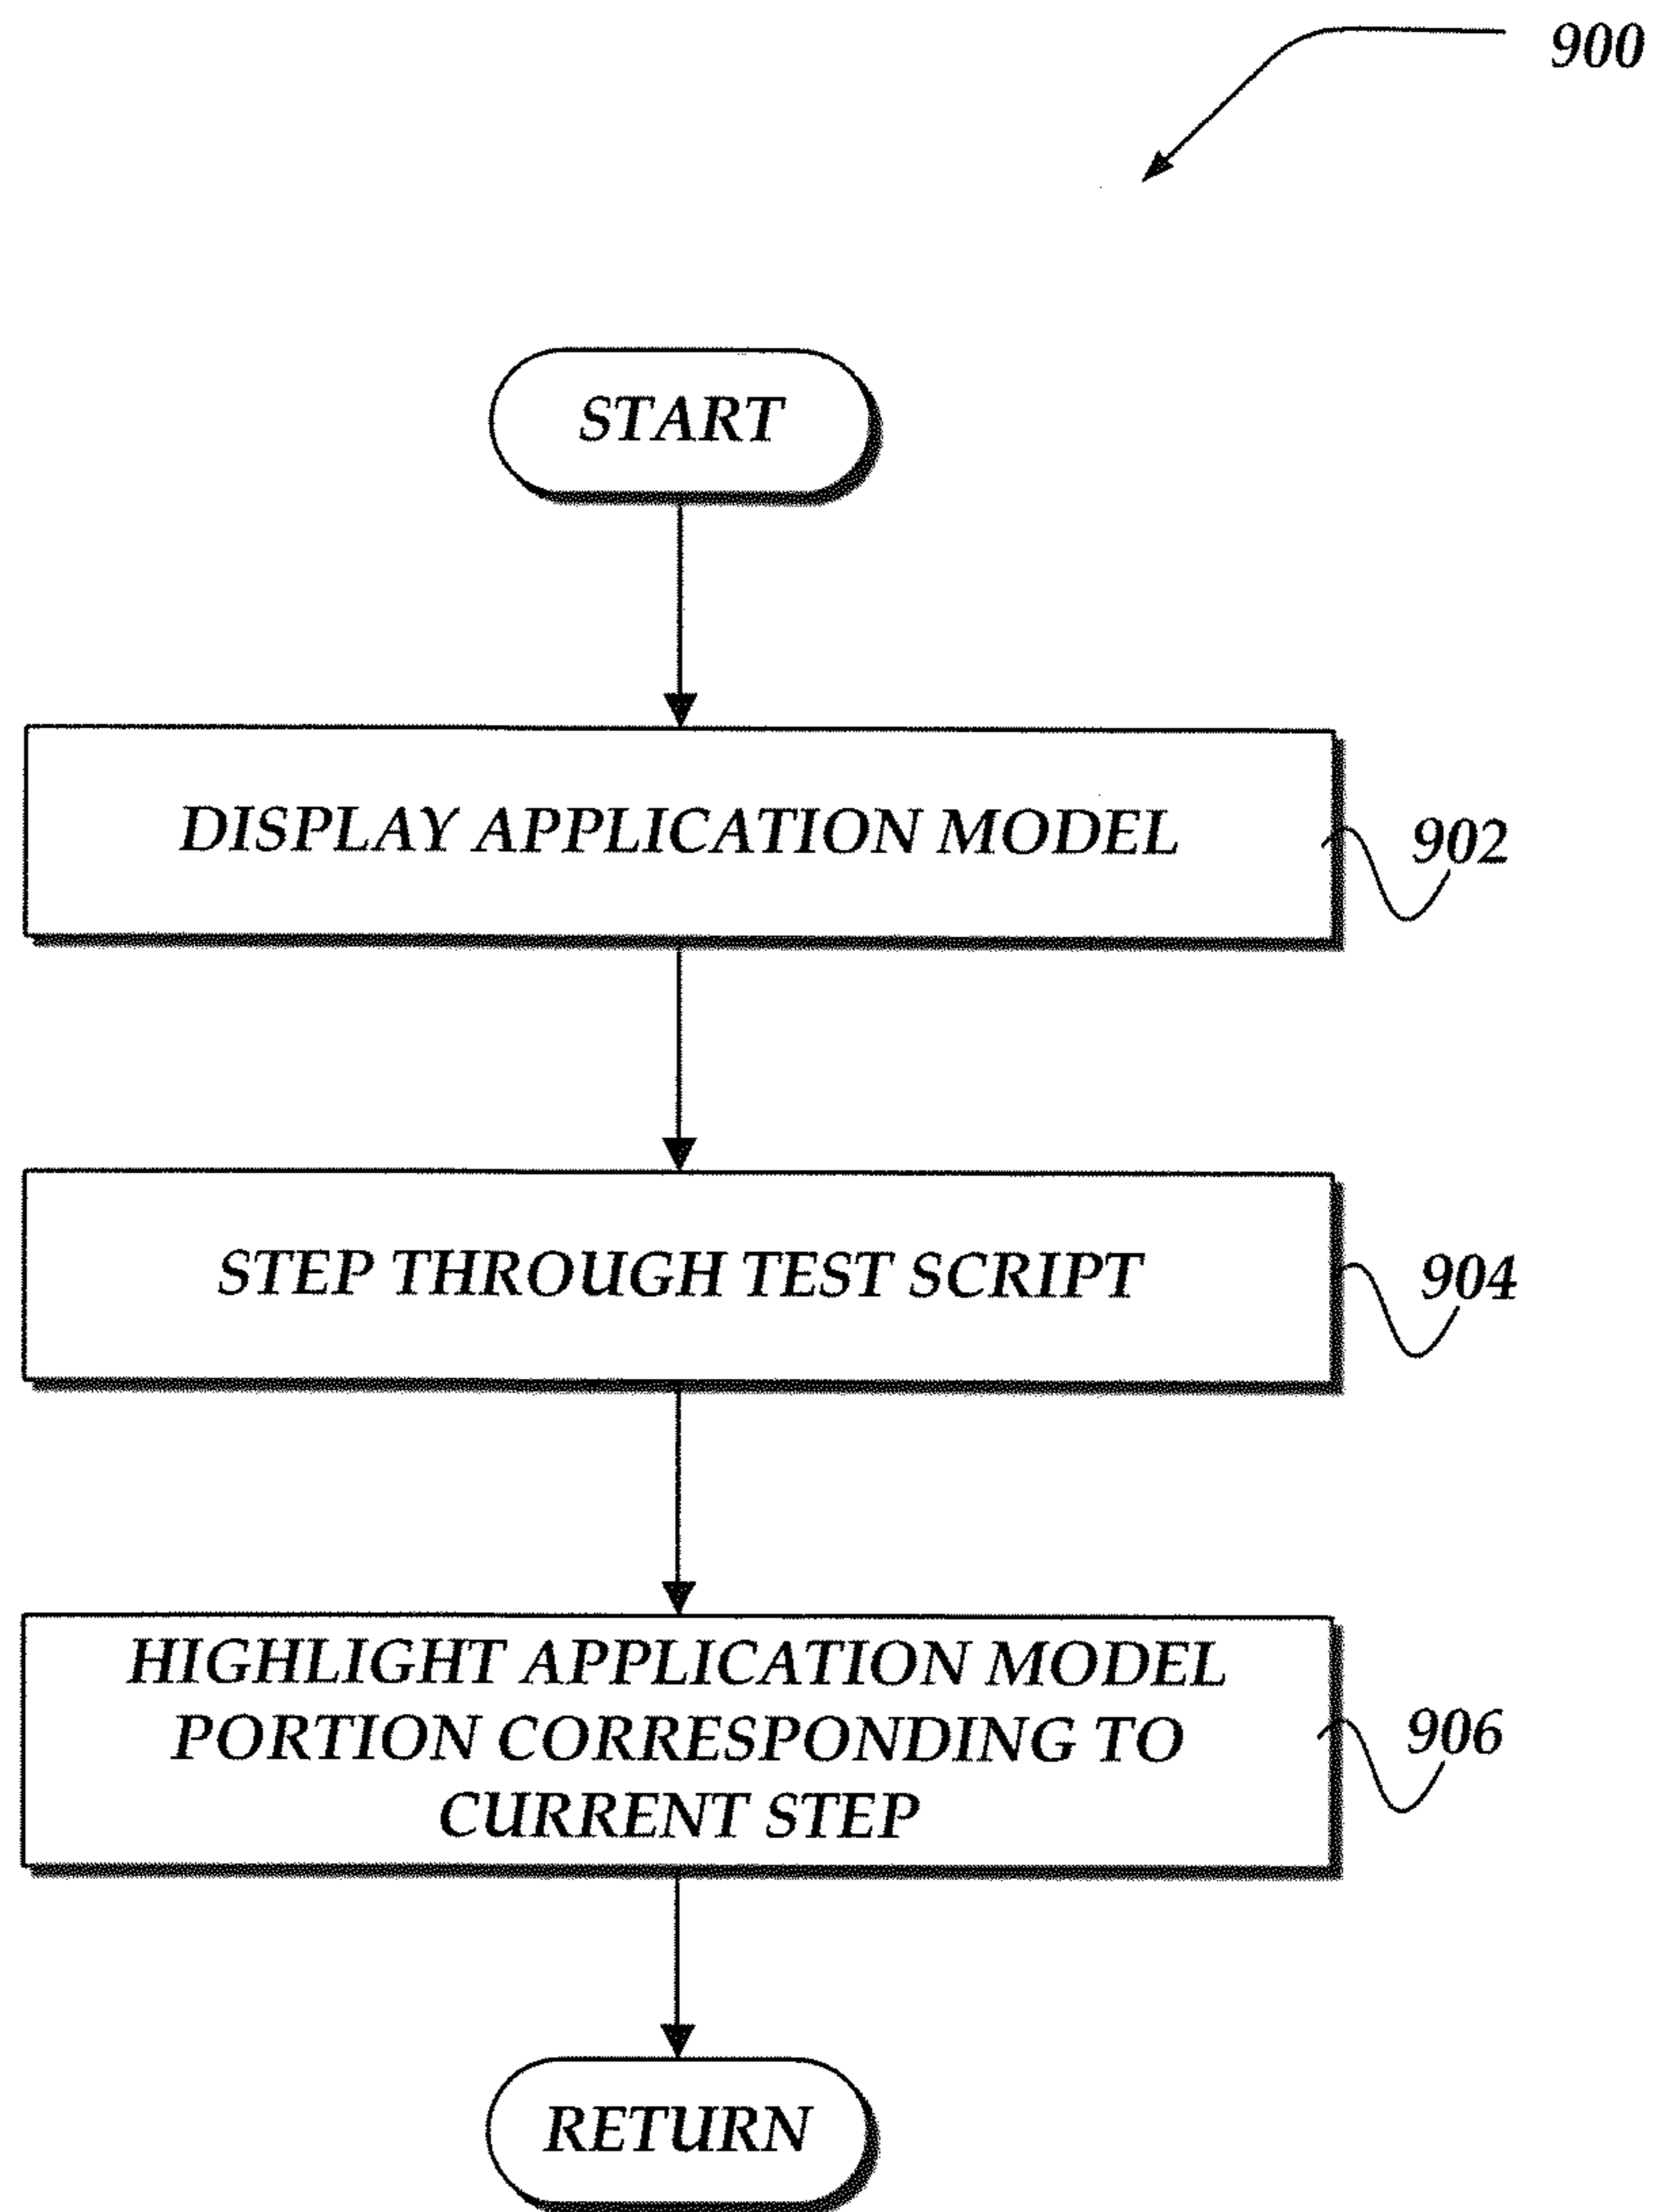 900
START
DISPLAY APPLICATION MODEL
902
STEP THROUGH TEST SCRIPT
904
HIGHLIGHT APPLICATION MODEL
PORTION CORRESPONDING TO
CURRENT STEP
906
RETURN